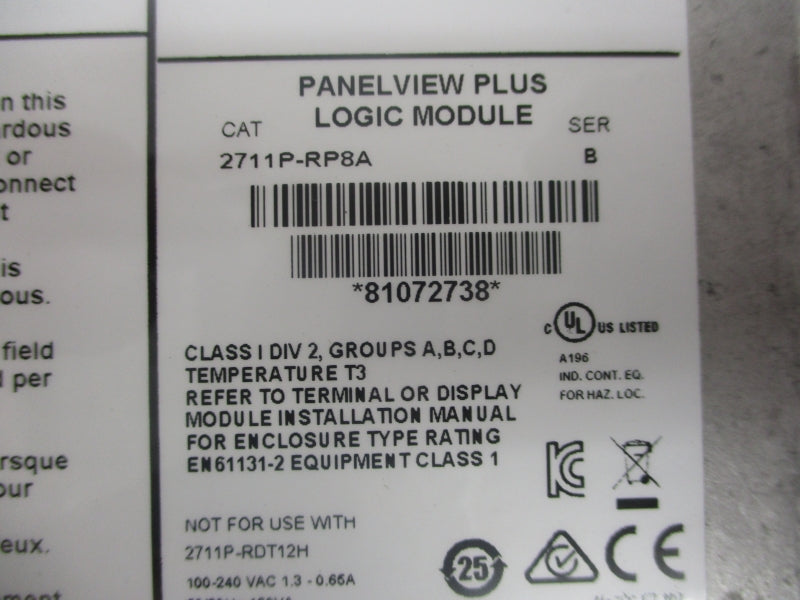 n this
rdous
or
onnect
t
is
ous.
field
per
rsque
our
eux.
PANELVIEW PLUS
LOGIC MODULE
CAT SER
2711P-RP8A B
*81072738*
C UL US LISTED
A196
IND. CONT. EQ.
FOR HAZ. LOC.
CLASS I DIV 2, GROUPS A,B,C,D
TEMPERATURE T3
REFER TO TERMINAL OR DISPLAY
MODULE INSTALLATION MANUAL
FOR ENCLOSURE TYPE RATING
EN61131-2 EQUIPMENT CLASS 1
NOT FOR USE WITH
2711P-RDT12H
100-240 VAC 1.3 - 0.65A
25
CE